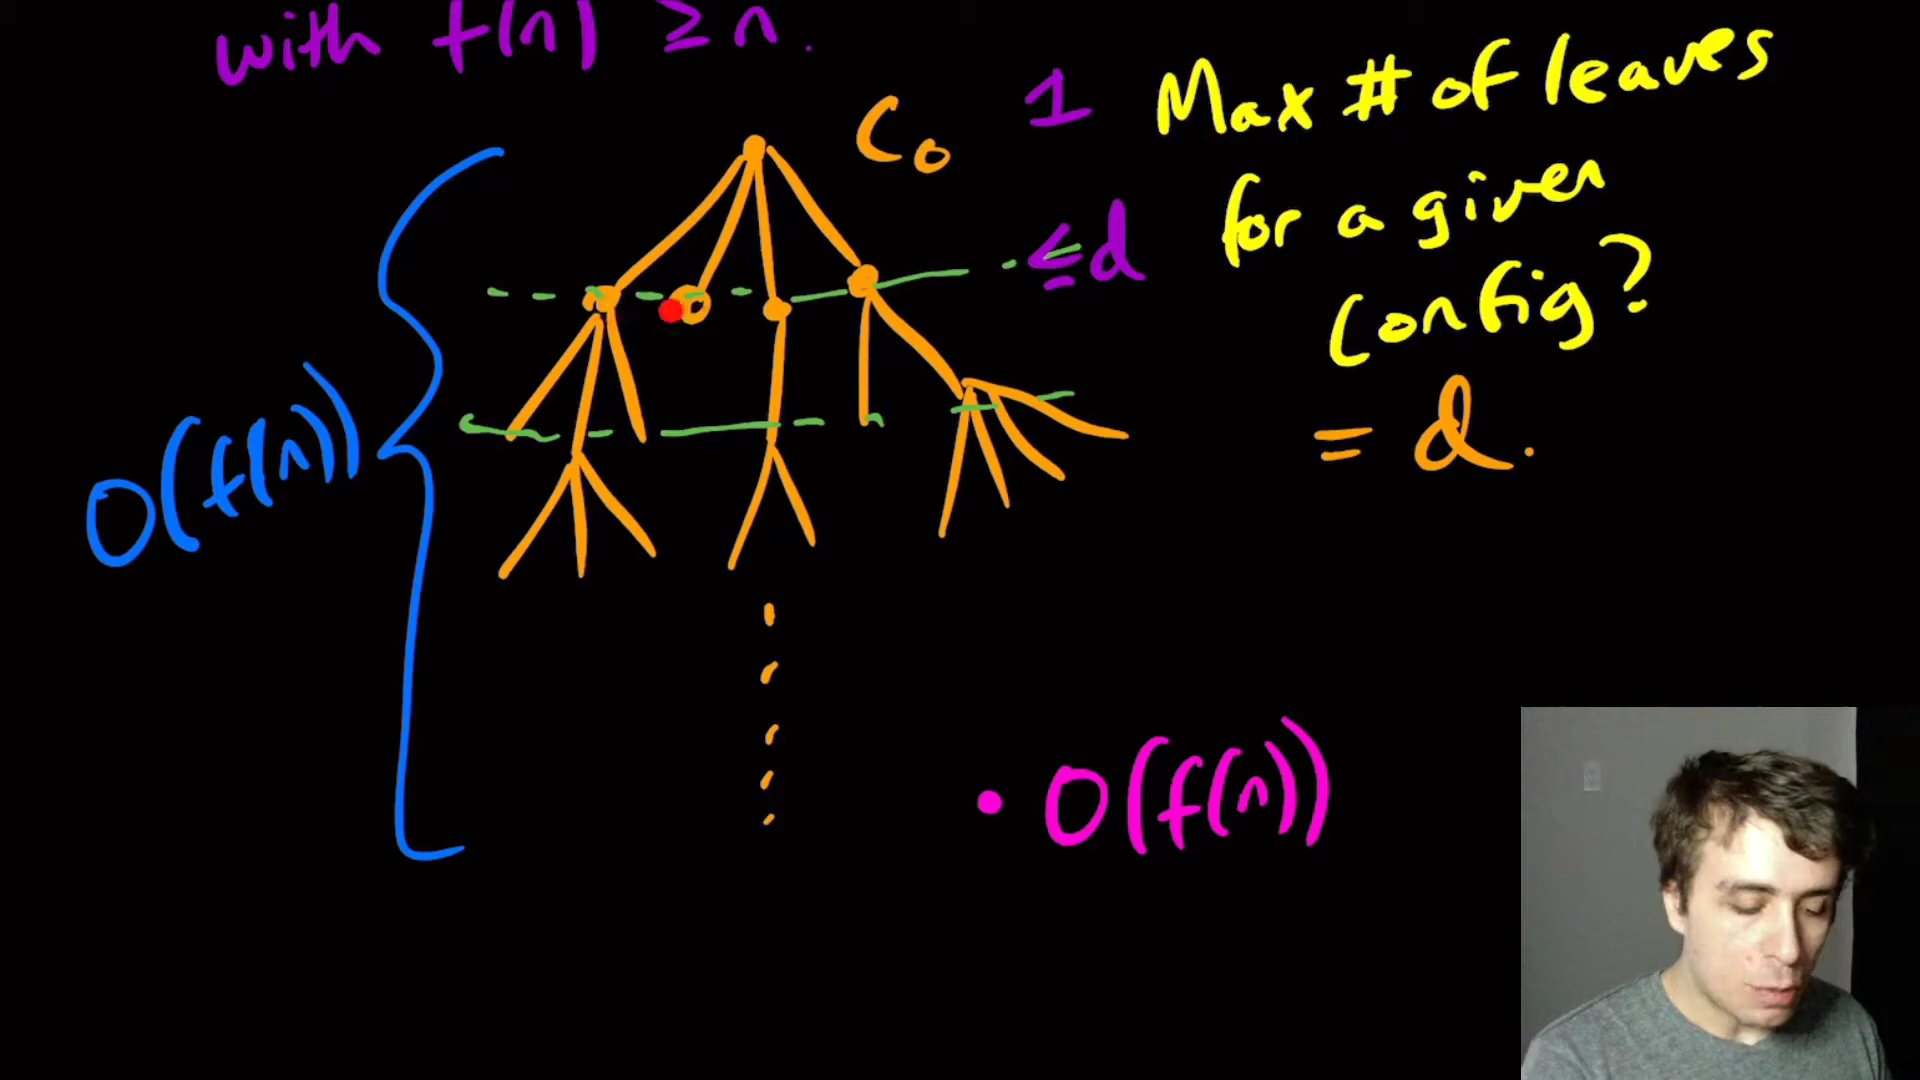 with f(n) ≥ n.
C₀
1
≤ d
Max # of leaves
for a given
config?
= d.
O(f(n))
• O(f(n))